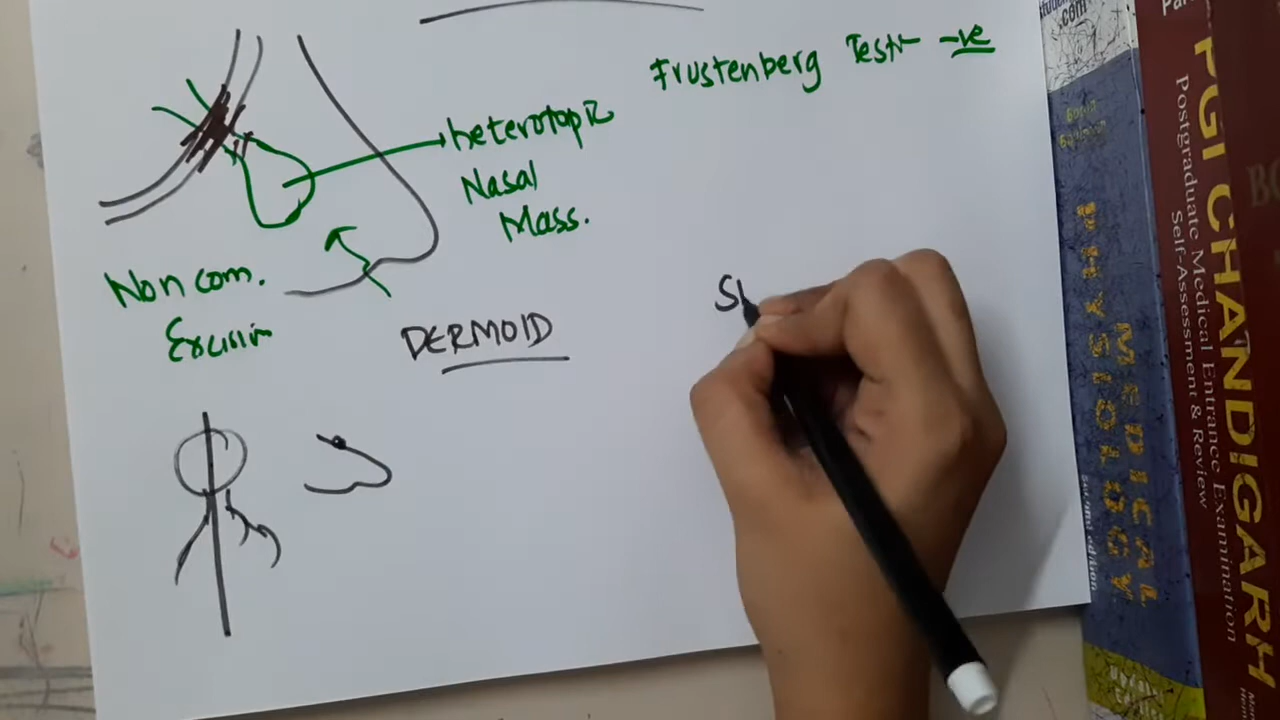 Frustenberg Test -ve
heterotopic
Nasal
Mass.
Non com.
Excision
DERMOID
S
.com
MEDICAL
PHYSIOLOGY
PGI CHANDIGARH
Postgraduate Medical Entrance Examination
Self-Assessment & Review